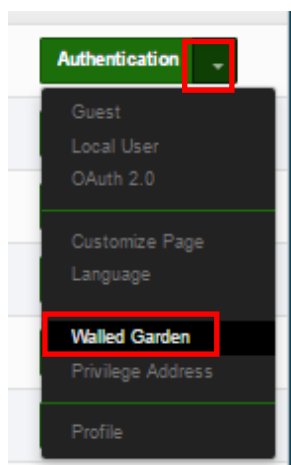 Authentication
Guest
Local User
OAuth 2.0
Customize Page
Language
Walled Garden
Privilege Address
Profile